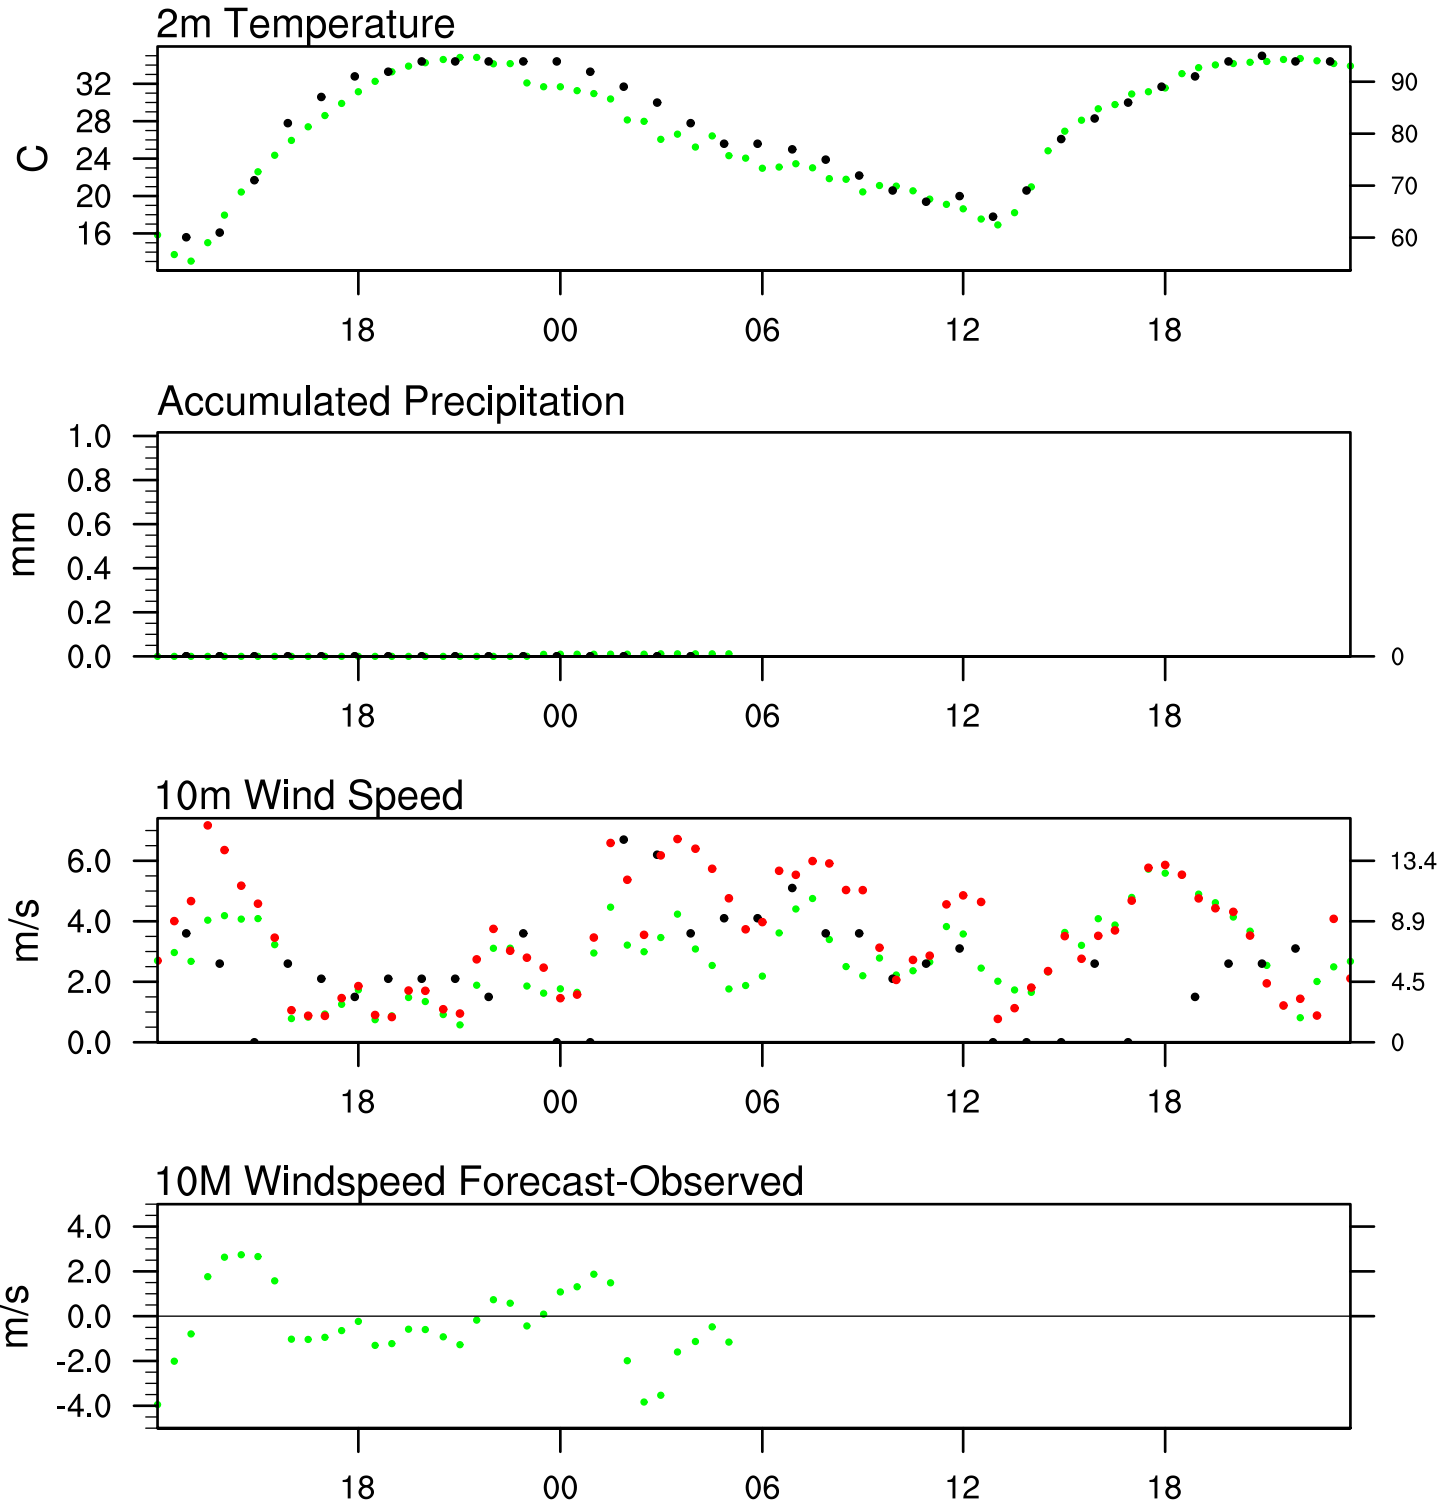 2m Temperature
32
28
24
20
16
C
90
80
70
60
18 00 06 12 18
Accumulated Precipitation
1.0
0.8
0.6
0.4
0.2
0.0
mm
0
18 00 06 12 18
10m Wind Speed
6.0
4.0
2.0
0.0
m/s
13.4
8.9
4.5
0
18 00 06 12 18
10M Windspeed Forecast-Observed
4.0
2.0
0.0
-2.0
-4.0
m/s
18 00 06 12 18